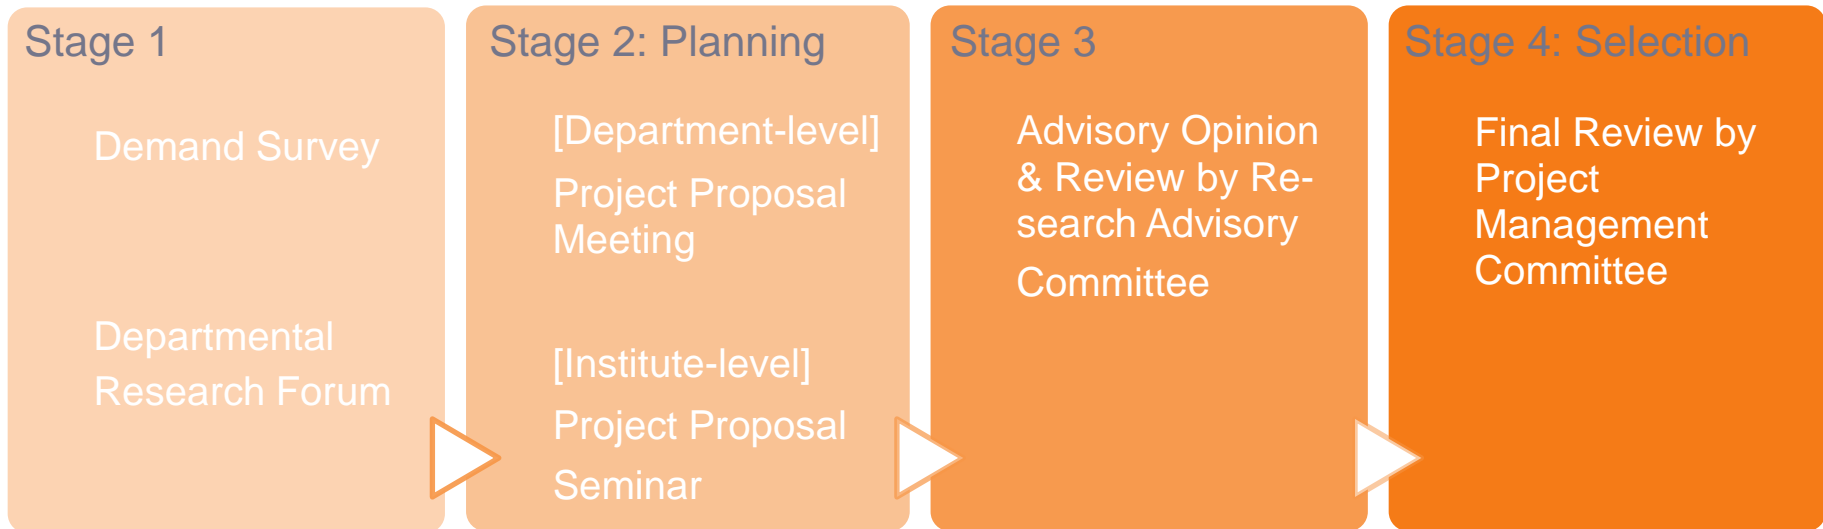 Stage 1
Demand Survey
Departmental
Research Forum
Stage 2: Planning
[Department-level]
Project Proposal
Meeting
[Institute-level]
Project Proposal
Seminar
Stage 3
Advisory Opinion
& Review by Re-
search Advisory
Committee
Stage 4: Selection
Final Review by
Project
Management
Committee